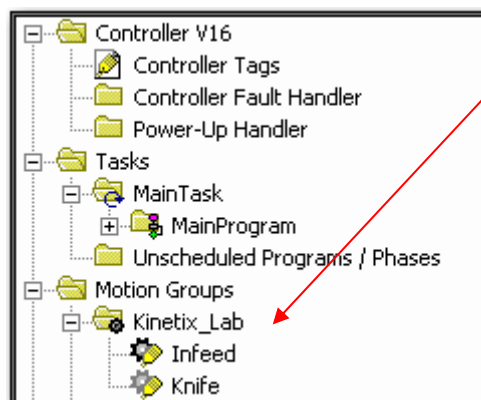 Controller V16
Controller Tags
Controller Fault Handler
Power-Up Handler
Tasks
MainTask
MainProgram
Unscheduled Programs / Phases
Motion Groups
Kinetix_Lab
Infeed
Knife